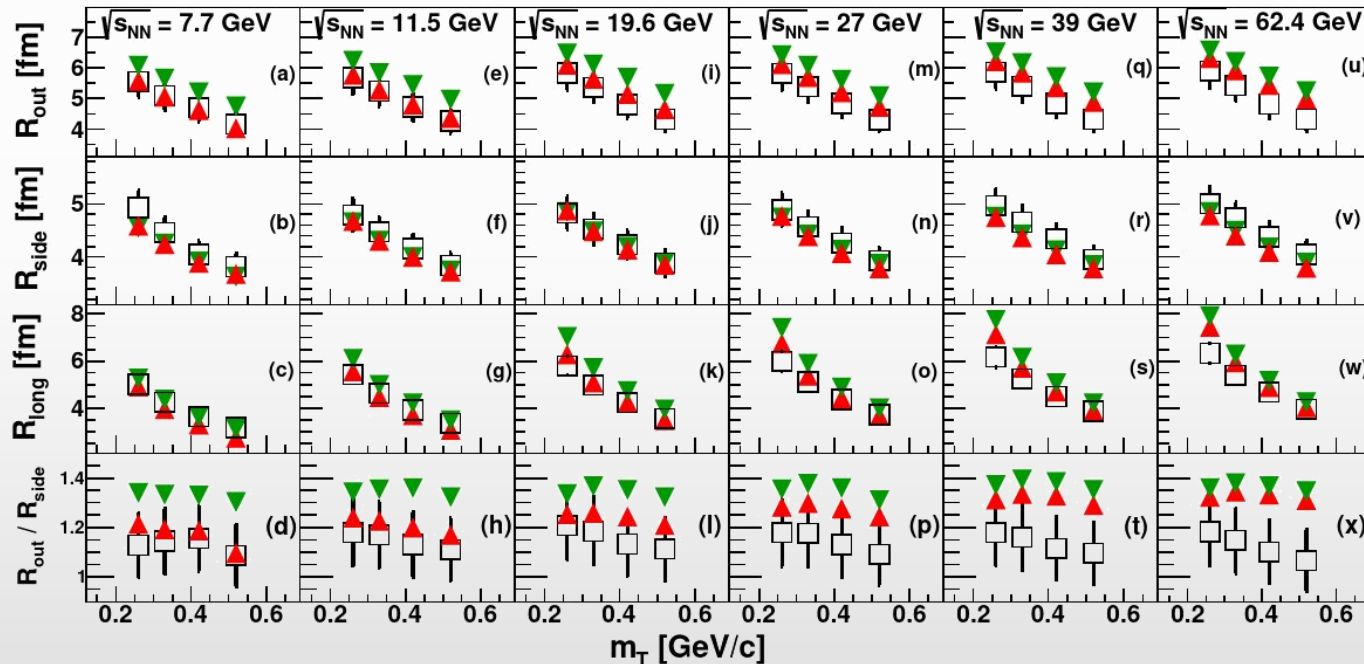 √sNN = 7.7 GeV √sNN = 11.5 GeV √sNN = 19.6 GeV √sNN = 27 GeV √sNN = 39 GeV √sNN = 62.4 GeV
Rout [fm] 7 6 5 4 (a) (e) (i) (m) (q) (u)
Rside [fm] 5 4 (b) (f) (j) (n) (r) (v)
Rlong [fm] 8 6 4 (c) (g) (k) (o) (s) (w)
Rout / Rside 1.4 1.2 1 (d) (h) (l) (p) (t) (x)
0.2 0.4 0.6 0.2 0.4 0.6 0.2 0.4 0.6 0.2 0.4 0.6 0.2 0.4 0.6 0.2 0.4 0.6
mT [GeV/c]